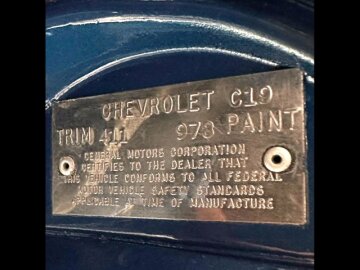 CHEVROLET C19
TRIM 411 973 PAINT
GENERAL MOTORS CORPORATION
CERTIFIES TO THE DEALER THAT
THIS VEHICLE CONFORMS TO ALL FEDERAL
MOTOR VEHICLE SAFETY STANDARDS
APPLICABLE AT TIME OF MANUFACTURE